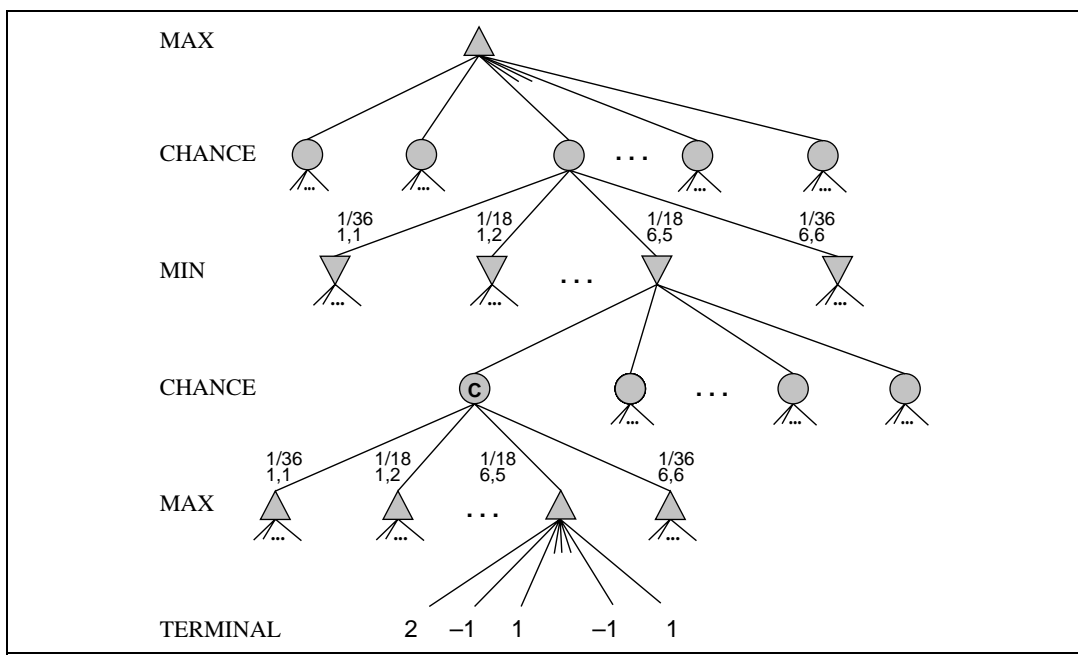 MAX
CHANCE
. . .
... ... ... ... ...
1/36 1/18 1/18 1/36
1,1 1,2 6,5 6,6
MIN
. . .
... ... ...
CHANCE
C
. . .
... ... ...
1/36 1/18 1/18 1/36
1,1 1,2 6,5 6,6
MAX
. . .
... ... ...
TERMINAL 2 –1 1 –1 1